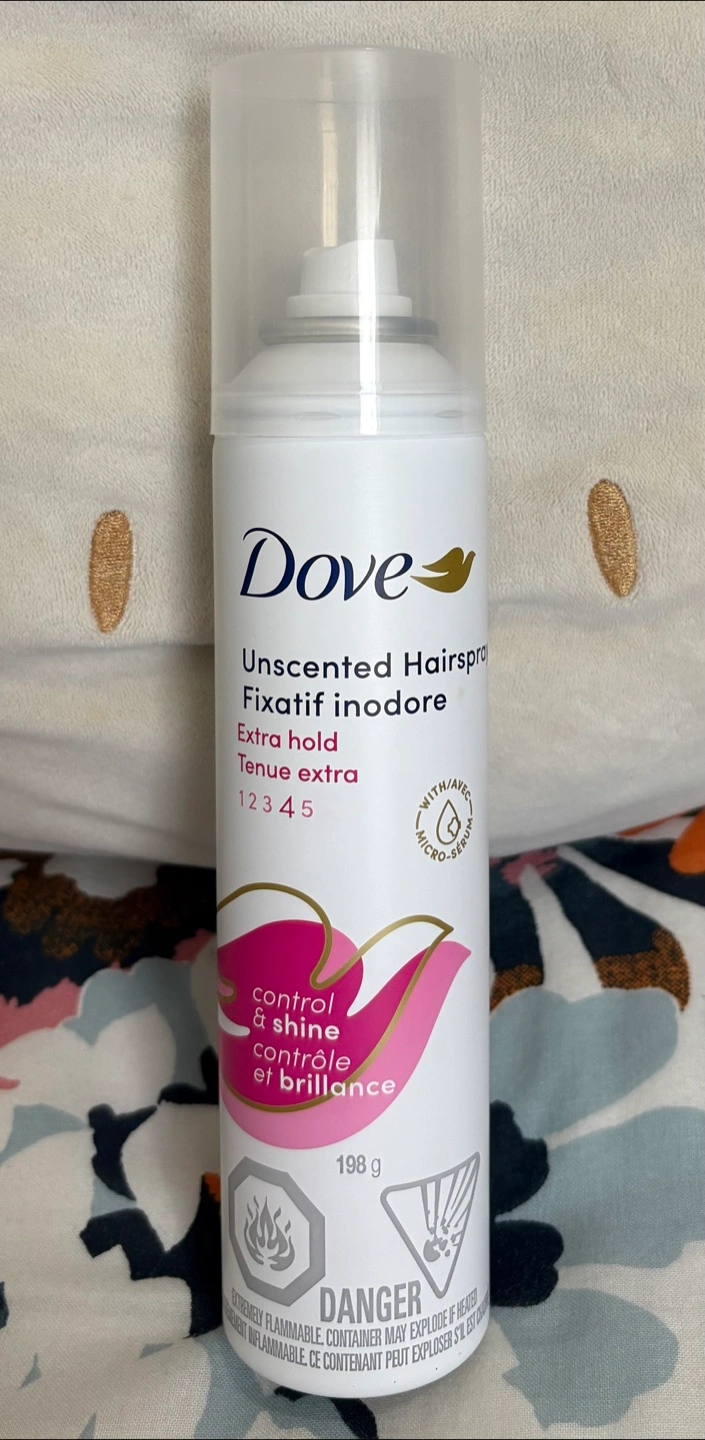 Dove
Unscented Hairspray
Fixatif inodore
Extra hold
Tenue extra
1 2 3 4 5
WITH/AVEC
MICRO-SÉRUM
control
& shine
contrôle
et brillance
198 g
DANGER
EXTREMELY FLAMMABLE. CONTAINER MAY EXPLODE IF HEATED
INFLAMMABLE. CE CONTENANT PEUT EXPLOSER S'IL EST